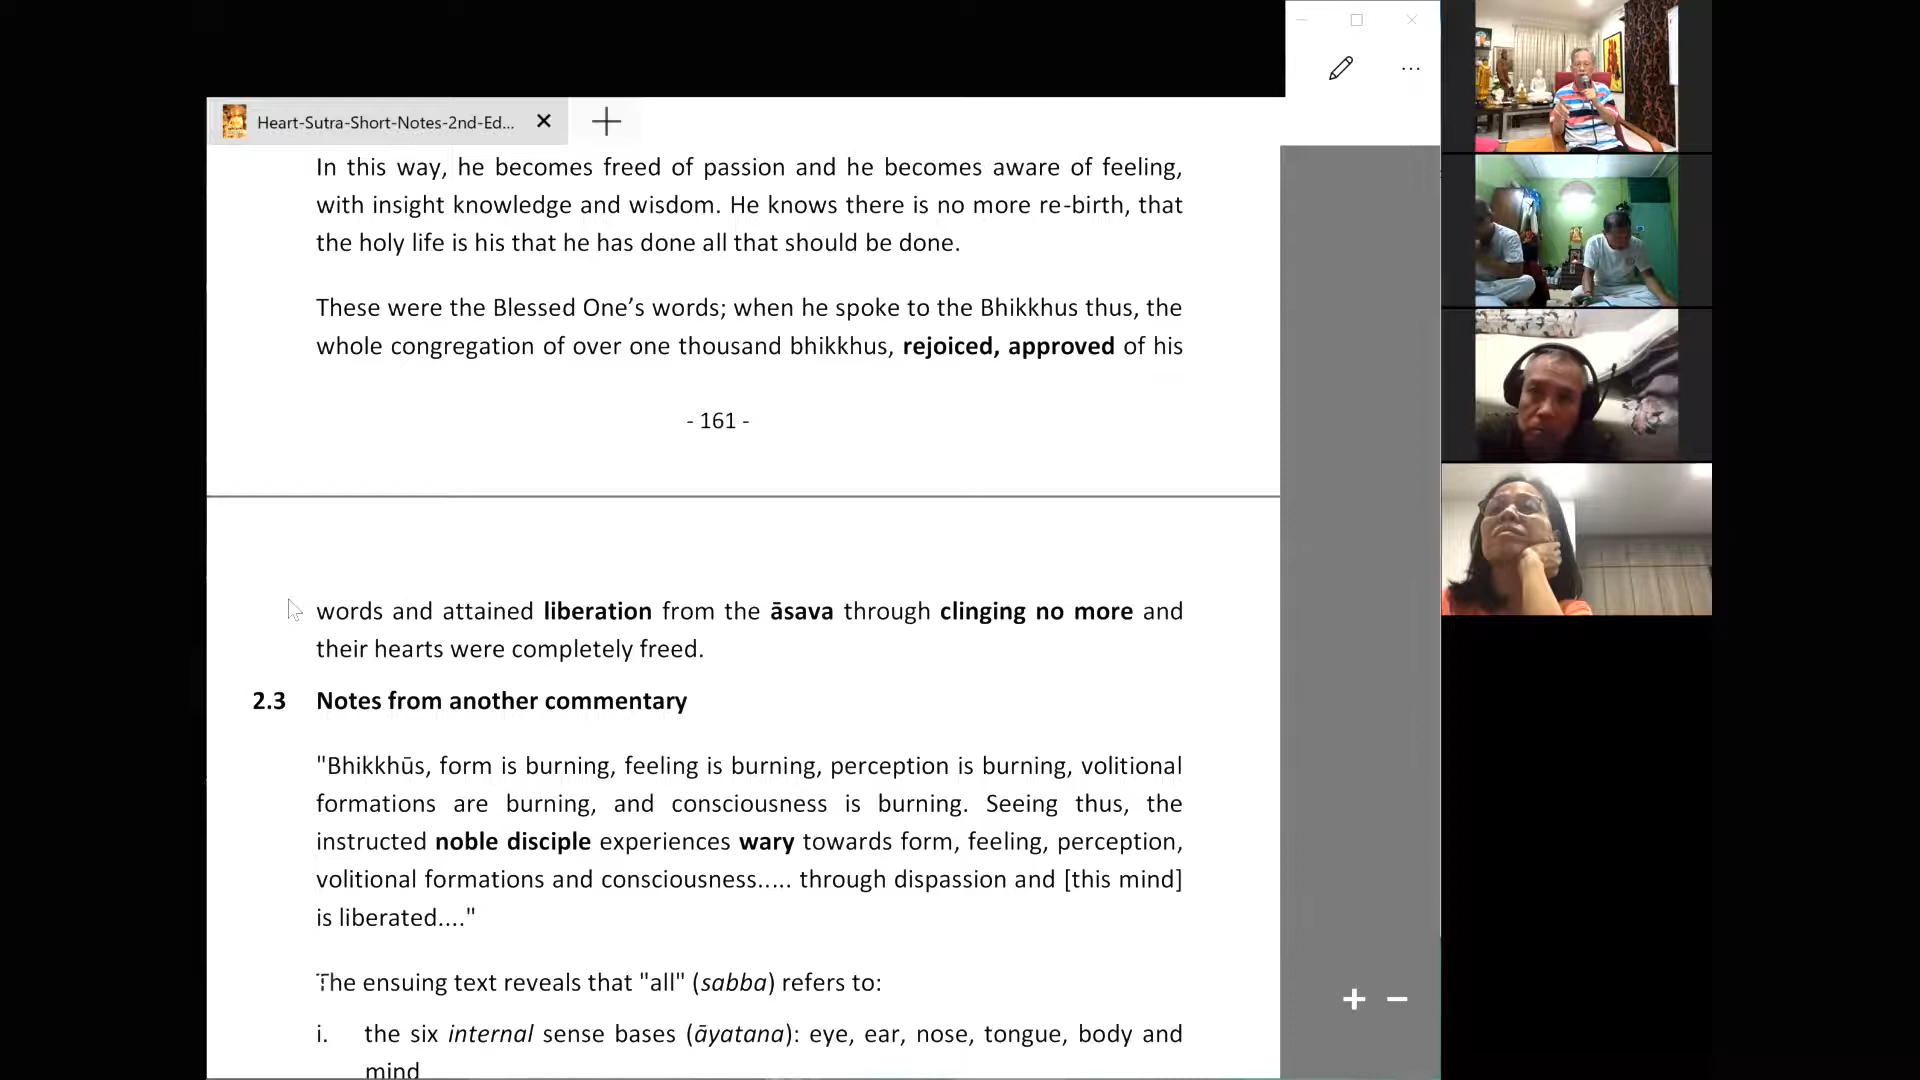 Heart-Sutra-Short-Notes-2nd-Ed...
In this way, he becomes freed of passion and he becomes aware of feeling,
with insight knowledge and wisdom. He knows there is no more re-birth, that
the holy life is his that he has done all that should be done.
These were the Blessed One’s words; when he spoke to the Bhikkhus thus, the
whole congregation of over one thousand bhikkhus, rejoiced, approved of his
- 161 -
words and attained liberation from the āsava through clinging no more and
their hearts were completely freed.
2.3 Notes from another commentary
"Bhikkhūs, form is burning, feeling is burning, perception is burning, volitional
formations are burning, and consciousness is burning. Seeing thus, the
instructed noble disciple experiences wary towards form, feeling, perception,
volitional formations and consciousness..... through dispassion and [this mind]
is liberated...."
The ensuing text reveals that "all" (sabba) refers to:
i. the six internal sense bases (āyatana): eye, ear, nose, tongue, body and
mind